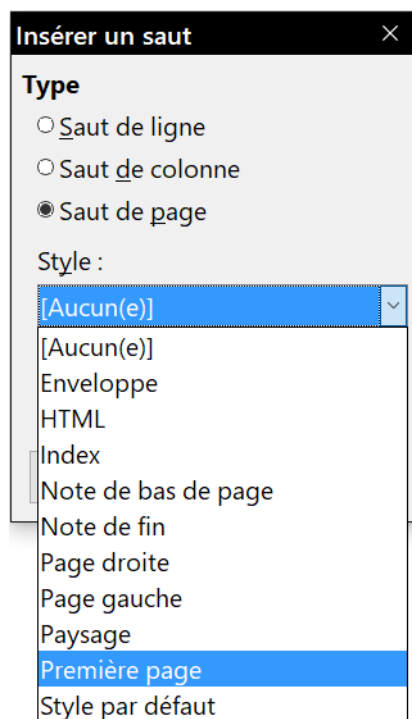 Insérer un saut
Type
Saut de ligne
Saut de colonne
Saut de page
Style :
[Aucun(e)]
[Aucun(e)]
Enveloppe
HTML
Index
Note de bas de page
Note de fin
Page droite
Page gauche
Paysage
Première page
Style par défaut